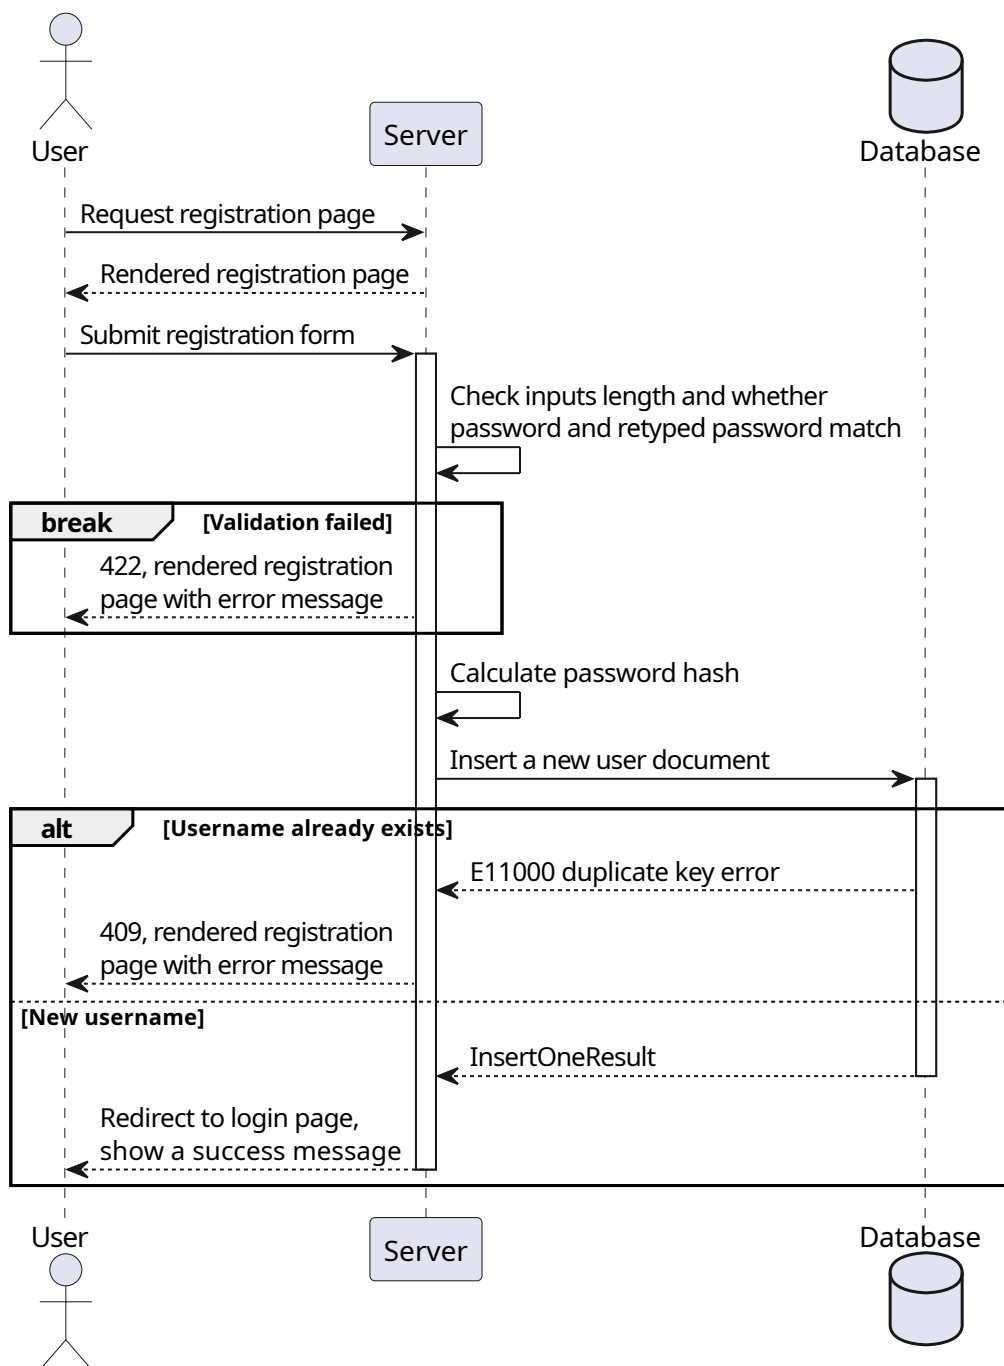 User
Server
Database
Request registration page
Rendered registration page
Submit registration form
Check inputs length and whether
password and retyped password match
break
[Validation failed]
422, rendered registration
page with error message
Calculate password hash
Insert a new user document
alt
[Username already exists]
E11000 duplicate key error
409, rendered registration
page with error message
[New username]
InsertOneResult
Redirect to login page,
show a success message
User
Server
Database